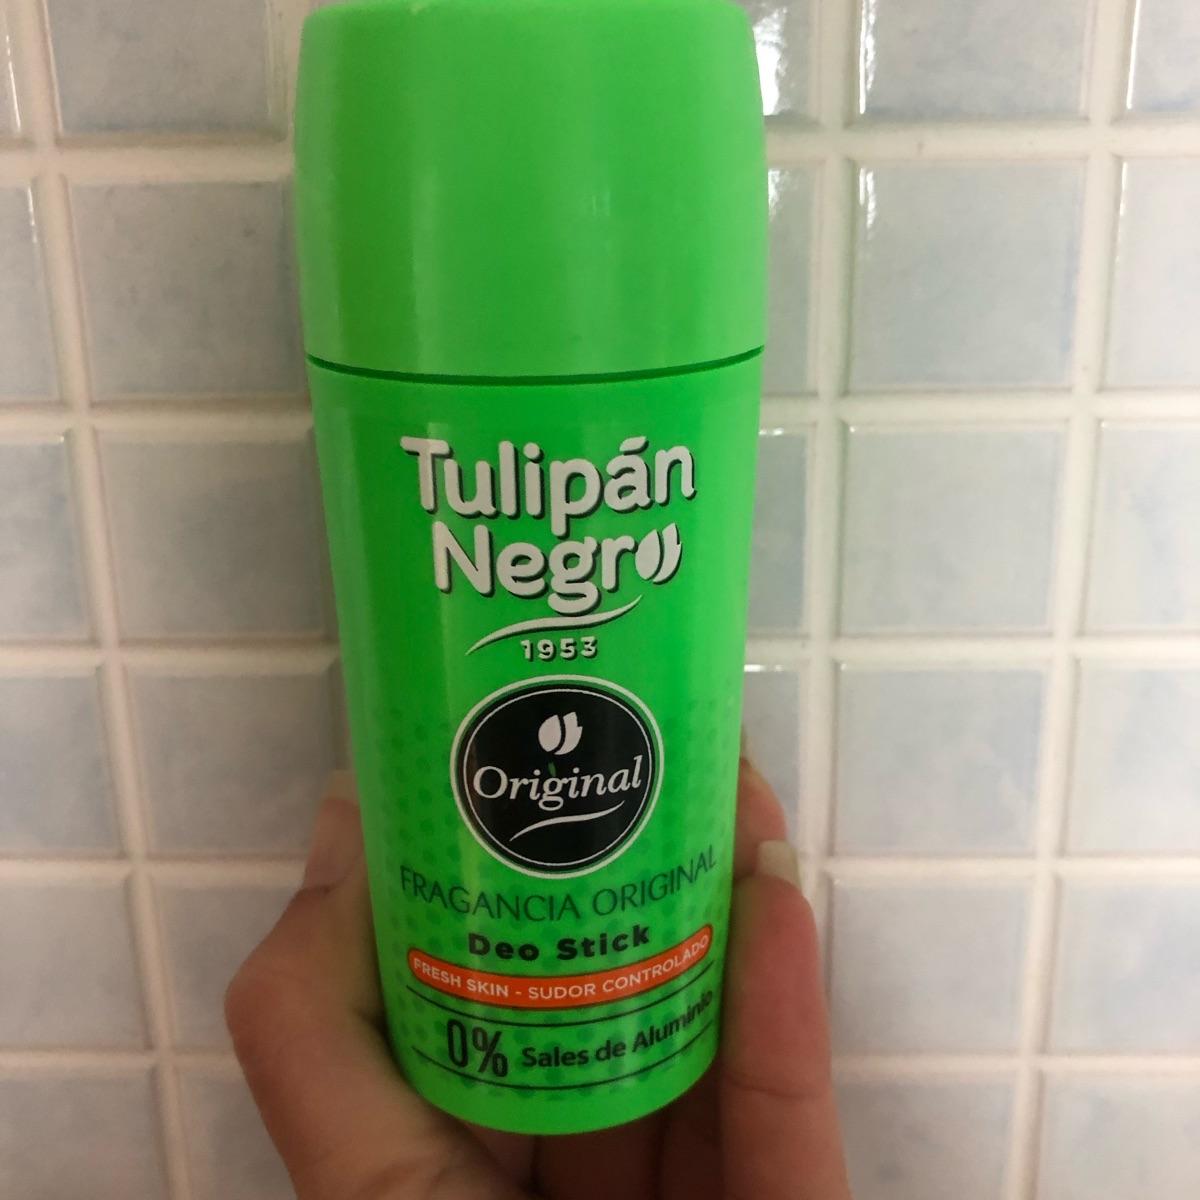 Tulipán
Negro
1953
Original
FRAGANCIA ORIGINAL
Deo Stick
FRESH SKIN - SUDOR CONTROLADO
0% Sales de Aluminio